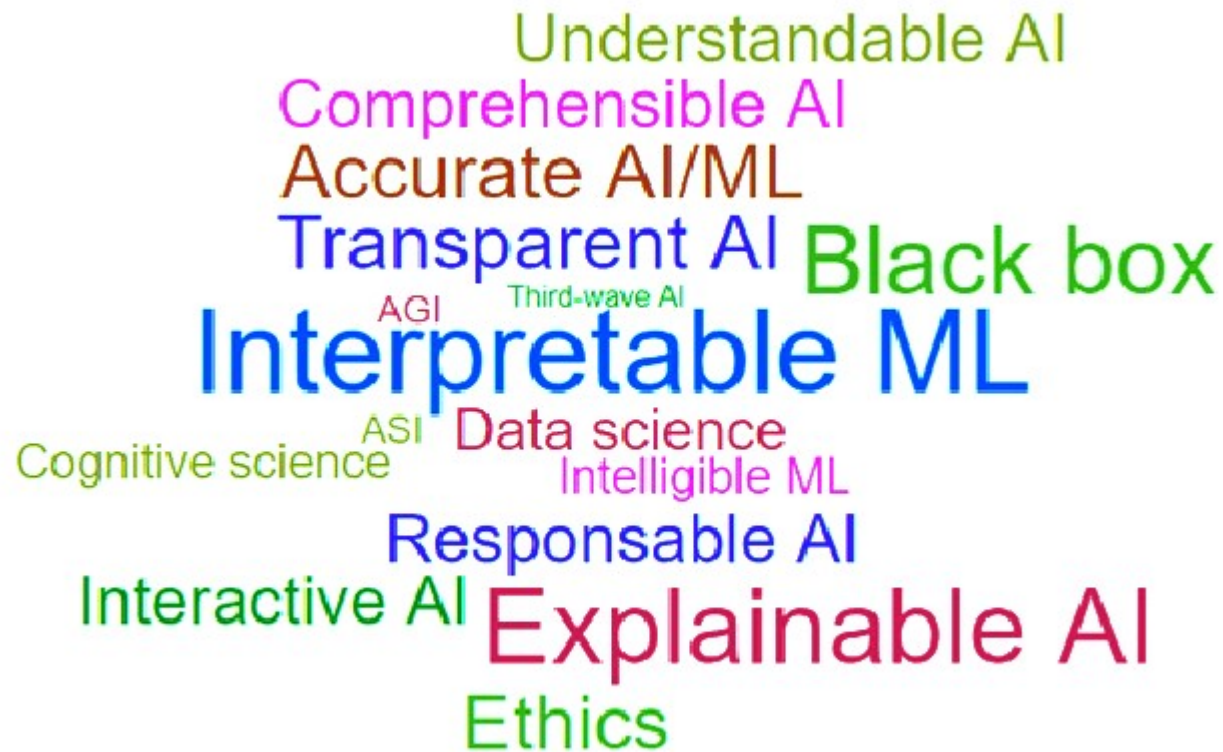 Understandable AI
Comprehensible AI
Accurate AI/ML
Transparent AI
Black box
Third-wave AI
AGI
Interpretable ML
ASI
Data science
Cognitive science
Intelligible ML
Responsable AI
Interactive AI
Explainable AI
Ethics